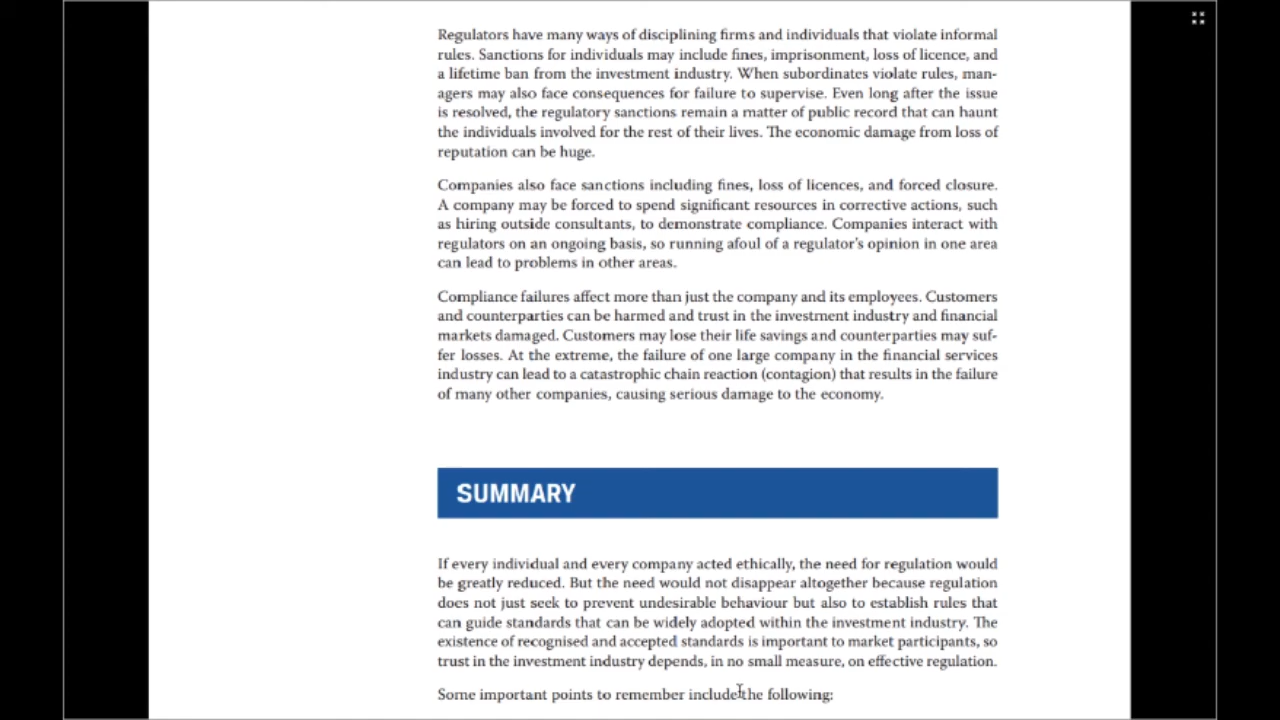 Regulators have many ways of disciplining firms and individuals that violate informal
rules. Sanctions for individuals may include fines, imprisonment, loss of licence, and
a lifetime ban from the investment industry. When subordinates violate rules, man-
agers may also face consequences for failure to supervise. Even long after the issue
is resolved, the regulatory sanctions remain a matter of public record that can haunt
the individuals involved for the rest of their lives. The economic damage from loss of
reputation can be huge.
Companies also face sanctions including fines, loss of licences, and forced closure.
A company may be forced to spend significant resources in corrective actions, such
as hiring outside consultants, to demonstrate compliance. Companies interact with
regulators on an ongoing basis, so running afoul of a regulator's opinion in one area
can lead to problems in other areas.
Compliance failures affect more than just the company and its employees. Customers
and counterparties can be harmed and trust in the investment industry and financial
markets damaged. Customers may lose their life savings and counterparties may suf-
fer losses. At the extreme, the failure of one large company in the financial services
industry can lead to a catastrophic chain reaction (contagion) that results in the failure
of many other companies, causing serious damage to the economy.
SUMMARY
If every individual and every company acted ethically, the need for regulation would
be greatly reduced. But the need would not disappear altogether because regulation
does not just seek to prevent undesirable behaviour but also to establish rules that
can guide standards that can be widely adopted within the investment industry. The
existence of recognised and accepted standards is important to market participants, so
trust in the investment industry depends, in no small measure, on effective regulation.
Some important points to remember include the following: